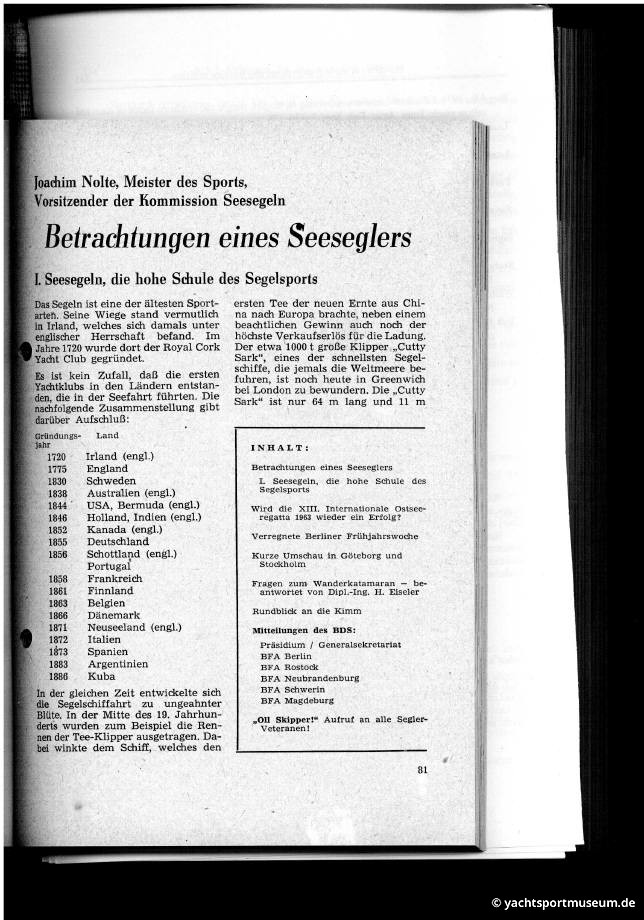 Joachim Nolte, Meister des Sports,
Vorsitzender der Kommission Seesegeln
Betrachtungen eines Seeseglers
I. Seesegeln, die hohe Schule des Segelsports
Das Segeln ist eine der ältesten Sport-
arten. Seine Wiege stand vermutlich
in Irland, welches sich damals unter
englischer Herrschaft befand. Im
Jahre 1720 wurde dort der Royal Cork
Yacht Club gegründet.
Es ist kein Zufall, daß die ersten
Yachtklubs in den Ländern entstan-
den, die in der Seefahrt führten. Die
nachfolgende Zusammenstellung gibt
darüber Aufschluß:
Gründungs- Land
jahr
1720 Irland (engl.)
1775 England
1830 Schweden
1838 Australien (engl.)
1844 USA, Bermuda (engl.)
1846 Holland, Indien (engl.)
1852 Kanada (engl.)
1855 Deutschland
1856 Schottland (engl.)
Portugal
1858 Frankreich
1861 Finnland
1863 Belgien
1866 Dänemark
1871 Neuseeland (engl.)
1872 Italien
1873 Spanien
1883 Argentinien
1886 Kuba
In der gleichen Zeit entwickelte sich
die Segelschiffahrt zu ungeahnter
Blüte. In der Mitte des 19. Jahrhun-
derts wurden zum Beispiel die Ren-
nen der Tee-Klipper ausgetragen. Da-
bei winkte dem Schiff, welches den
ersten Tee der neuen Ernte aus Chi-
na nach Europa brachte, neben einem
beachtlichen Gewinn auch noch der
höchste Verkaufserlös für die Ladung.
Der etwa 1000 t große Klipper „Cutty
Sark“, eines der schnellsten Segel-
schiffe, die jemals die Weltmeere be-
fuhren, ist noch heute in Greenwich
bei London zu bewundern. Die „Cutty
Sark“ ist nur 64 m lang und 11 m
INHALT:
Betrachtungen eines Seeseglers
I. Seesegeln, die hohe Schule des
Segelsports
Wird die XIII. Internationale Ostsee-
regatta 1963 wieder ein Erfolg?
Verregnete Berliner Frühjahrswoche
Kurze Umschau in Göteborg und
Stockholm
Fragen zum Wanderkatamaran — be-
antwortet von Dipl.-Ing. H. Eiseler
Rundblick an die Kimm
Mitteilungen des BDS:
Präsidium / Generalsekretariat
BFA Berlin
BFA Rostock
BFA Neubrandenburg
BFA Schwerin
BFA Magdeburg
„Oll Skipper!“ Aufruf an alle Segler-
Veteranen!
81
© yachtsportmuseum.de